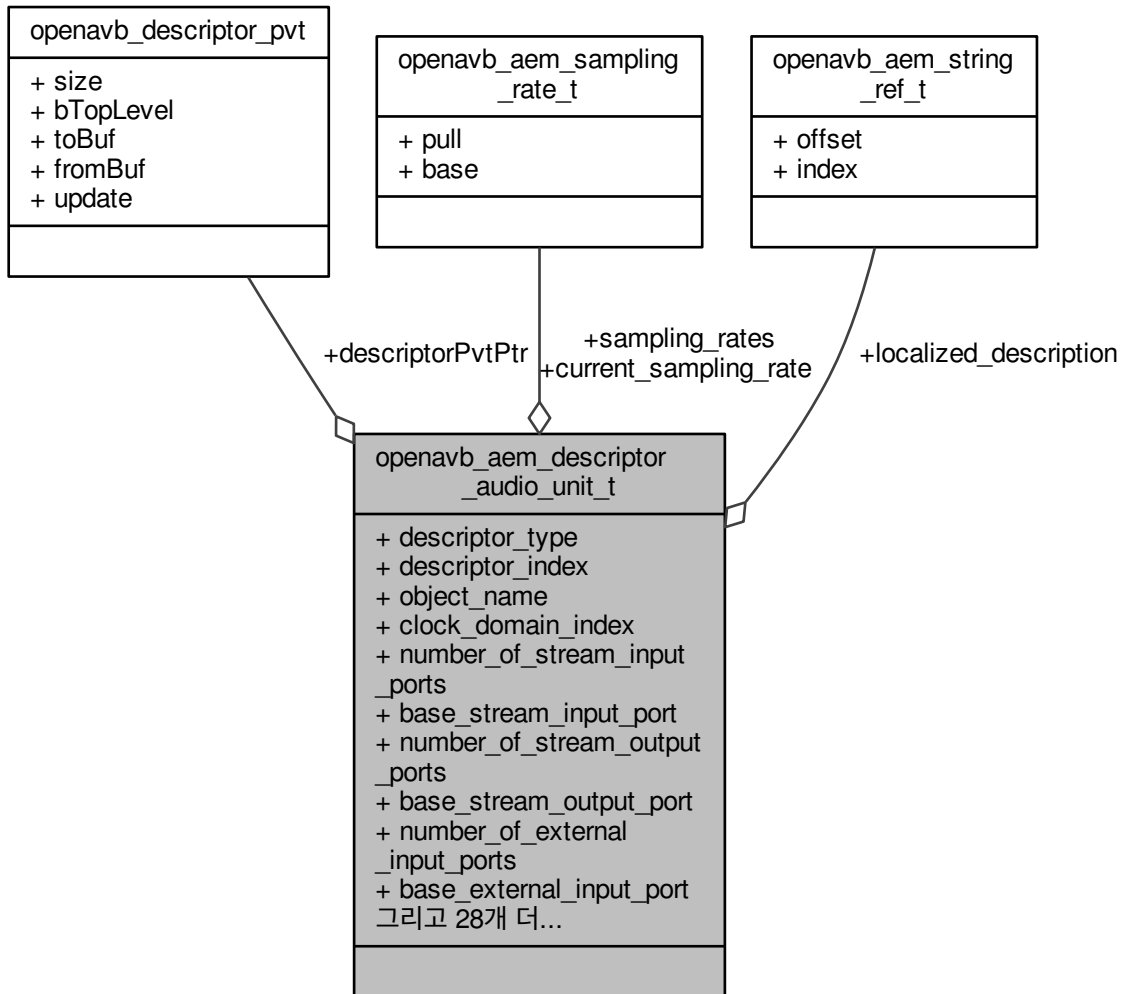 openavb_descriptor_pvt
+ size
+ bTopLevel
+ toBuf
+ fromBuf
+ update
openavb_aem_sampling
_rate_t
+ pull
+ base
openavb_aem_string
_ref_t
+ offset
+ index
+descriptorPvtPtr
+sampling_rates
+current_sampling_rate
+localized_description
openavb_aem_descriptor
_audio_unit_t
+ descriptor_type
+ descriptor_index
+ object_name
+ clock_domain_index
+ number_of_stream_input
_ports
+ base_stream_input_port
+ number_of_stream_output
_ports
+ base_stream_output_port
+ number_of_external
_input_ports
+ base_external_input_port
그리고 28개 더...